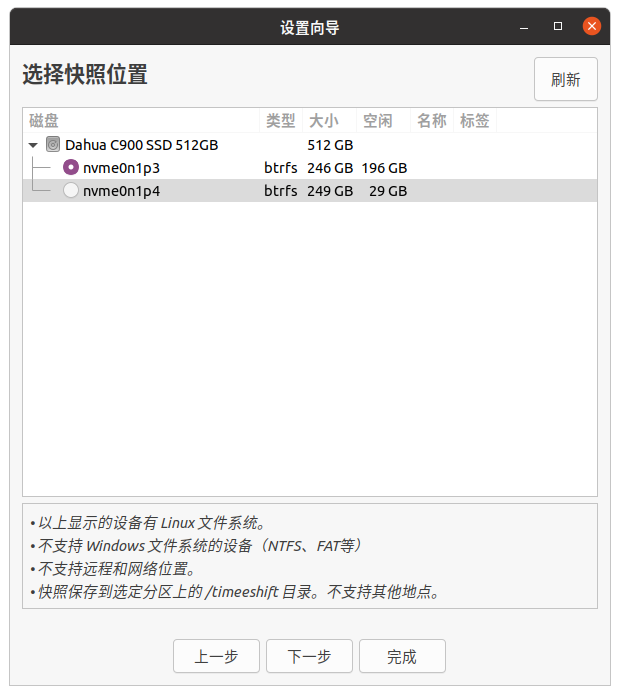 设置向导
选择快照位置
刷新
磁盘 类型 大小 空闲 名称 标签
Dahua C900 SSD 512GB 512 GB
nvme0n1p3 btrfs 246 GB 196 GB
nvme0n1p4 btrfs 249 GB 29 GB
•以上显示的设备有 Linux 文件系统。
•不支持 Windows 文件系统的设备（NTFS、FAT等）
•不支持远程和网络位置。
•快照保存到选定分区上的 /timeeshift 目录。不支持其他地点。
上一步 下一步 完成